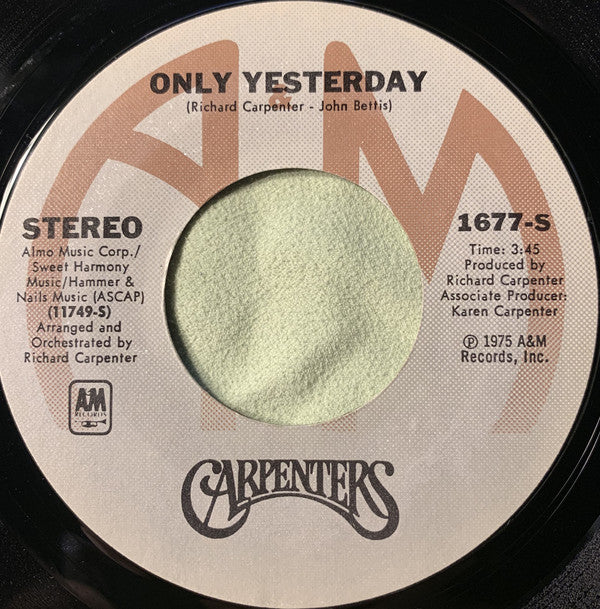 ONLY YESTERDAY
(Richard Carpenter - John Bettis)
STEREO
Almo Music Corp./
Sweet Harmony
Music/Hammer &
Nails Music (ASCAP)
(11749-S)
Arranged and
Orchestrated by
Richard Carpenter
AM
RECORDS
1677-S
Time: 3:45
Produced by
Richard Carpenter
Associate Producer:
Karen Carpenter
℗ 1975 A&M
Records, Inc.
A&M
CARPENTERS